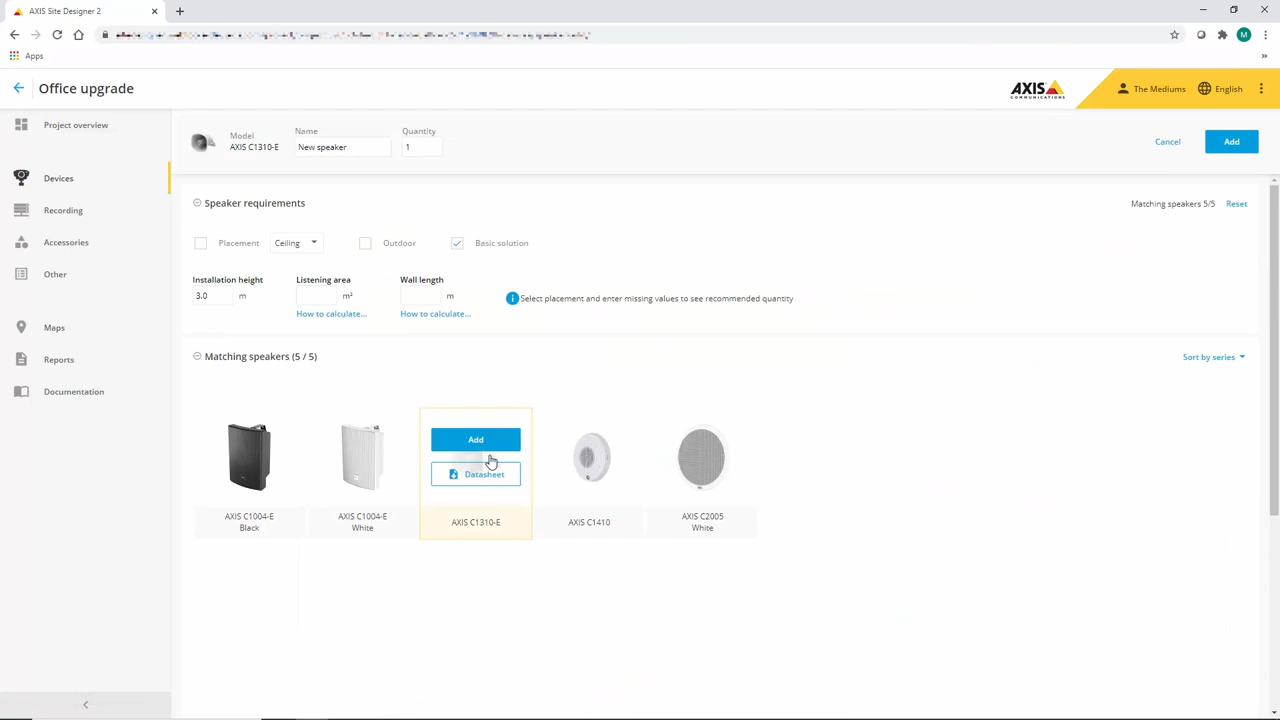 AXIS Site Designer 2
Apps
Office upgrade
AXIS
COMMUNICATIONS
The Mediums
English
Project overview
Devices
Recording
Accessories
Other
Maps
Reports
Documentation
Model
AXIS C1310-E
Name
New speaker
Quantity
1
Cancel
Add
Speaker requirements
Matching speakers 5/5
Reset
Placement
Ceiling
Outdoor
Basic solution
Installation height
3.0 m
Listening area
m²
How to calculate...
Wall length
m
How to calculate...
Select placement and enter missing values to see recommended quantity
Matching speakers (5 / 5)
Sort by series
Add
Datasheet
AXIS C1004-E
Black
AXIS C1004-E
White
AXIS C1310-E
AXIS C1410
AXIS C2005
White
M